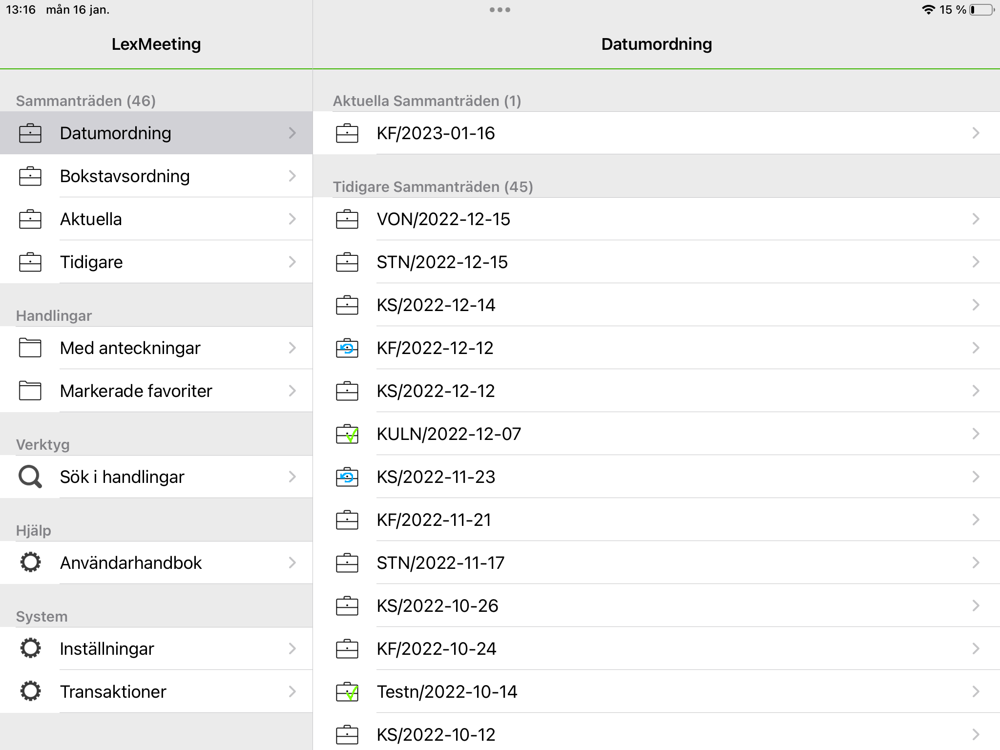 13:16 mån 16 jan.
15 %
LexMeeting
Sammanträden (46)
Datumordning
Bokstavsordning
Aktuella
Tidigare
Handlingar
Med anteckningar
Markerade favoriter
Verktyg
Sök i handlingar
Hjälp
Användarhandbok
System
Inställningar
Transaktioner
Datumordning
Aktuella Sammanträden (1)
KF/2023-01-16
Tidigare Sammanträden (45)
VON/2022-12-15
STN/2022-12-15
KS/2022-12-14
KF/2022-12-12
KS/2022-12-12
KULN/2022-12-07
KS/2022-11-23
KF/2022-11-21
STN/2022-11-17
KS/2022-10-26
KF/2022-10-24
Testn/2022-10-14
KS/2022-10-12